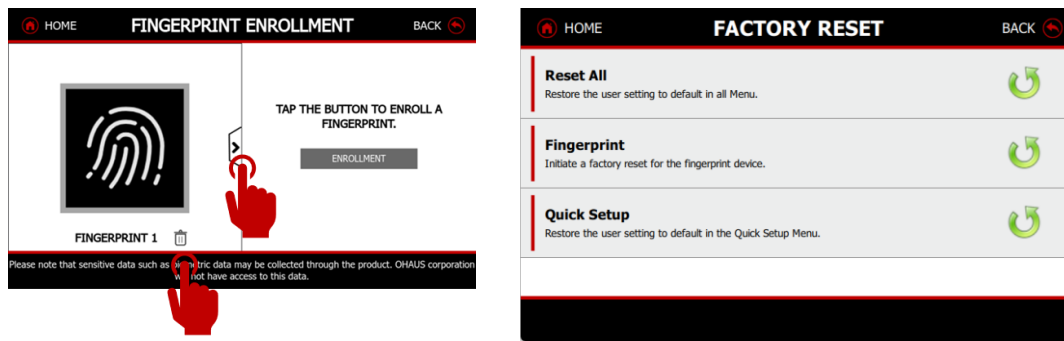 HOME FINGERPRINT ENROLLMENT BACK
TAP THE BUTTON TO ENROLL A
FINGERPRINT.
ENROLLMENT
FINGERPRINT 1
Please note that sensitive data such as biometric data may be collected through the product. OHAUS corporation
will not have access to this data.
HOME FACTORY RESET BACK
Reset All
Restore the user setting to default in all Menu.
Fingerprint
Initiate a factory reset for the fingerprint device.
Quick Setup
Restore the user setting to default in the Quick Setup Menu.